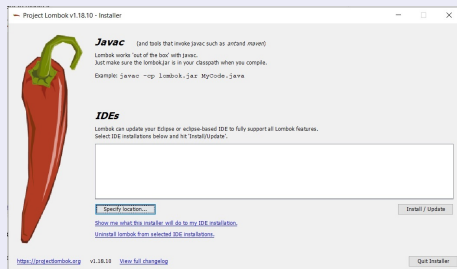 Project Lombok v1.18.10 - Installer
Javac (and tools that invoke javac such as ant and maven)
Lombok works 'out of the box' with javac.
Just make sure the lombok.jar is in your classpath when you compile.
Example: javac -cp lombok.jar MyCode.java
IDEs
Lombok can update your Eclipse or eclipse-based IDE to fully support all Lombok features.
Select IDE installations below and hit 'Install/Update'.
Specify location... Install / Update
Show me what this installer will do to my IDE installation.
Uninstall lombok from selected IDE installations.
https://projectlombok.org v1.18.10 View full changelog Quit Installer